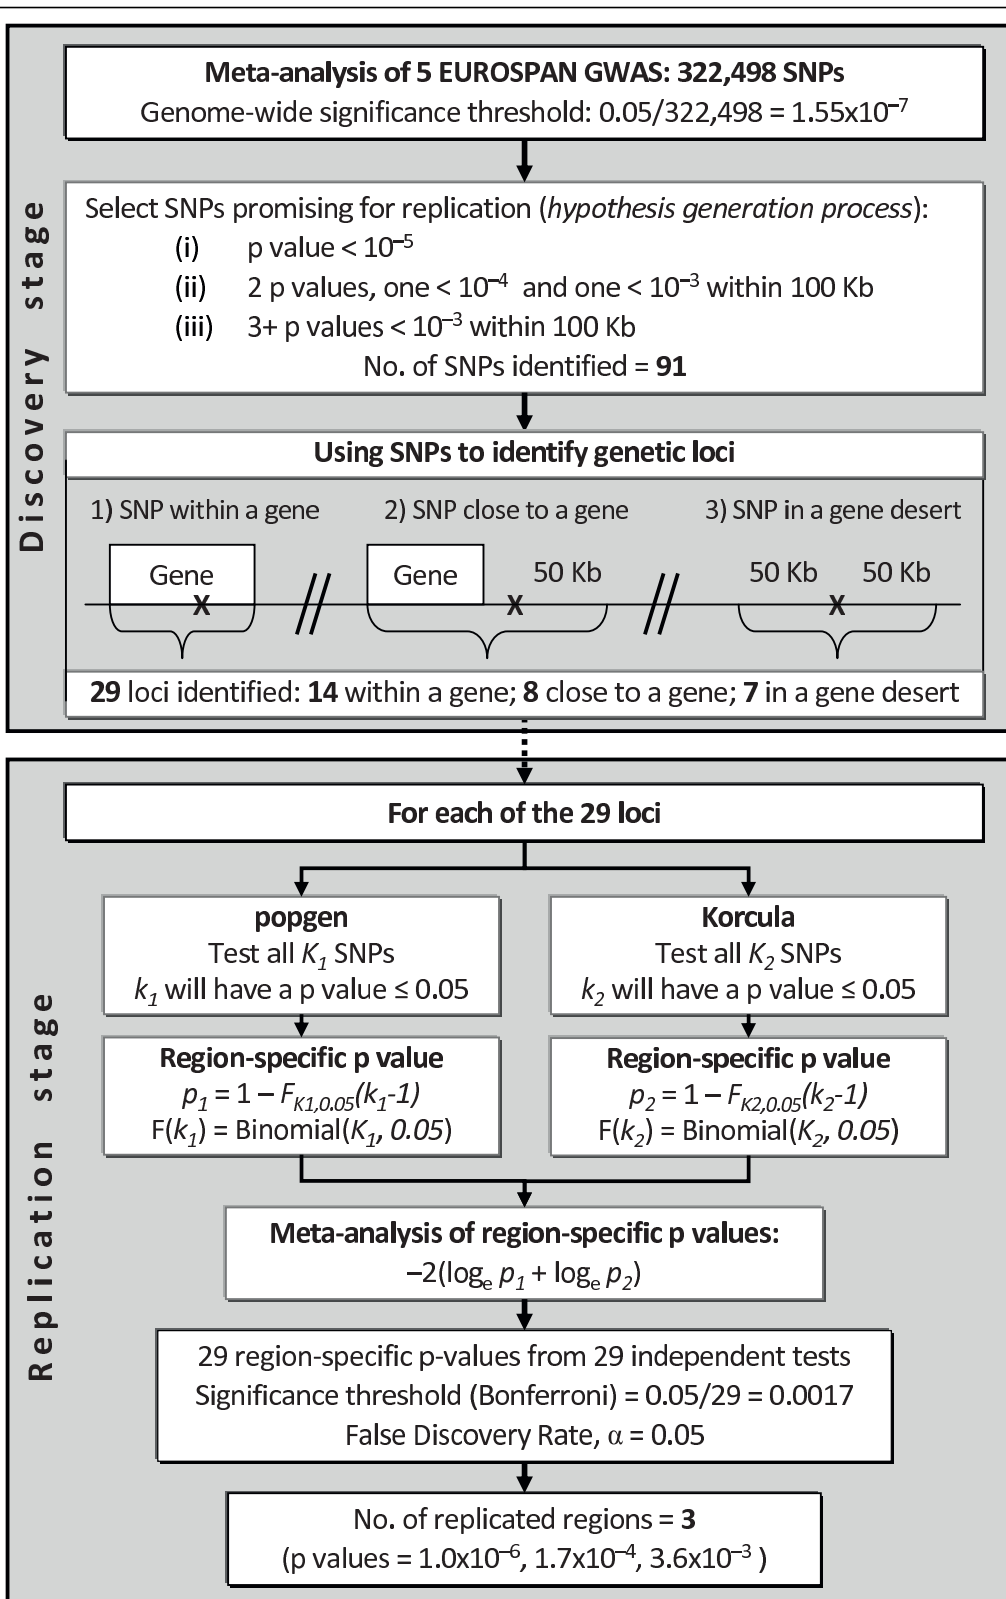 Discovery stage
Meta-analysis of 5 EUROSPAN GWAS: 322,498 SNPs
Genome-wide significance threshold: 0.05/322,498 = 1.55x10⁻⁷
Select SNPs promising for replication (hypothesis generation process):
(i) p value < 10⁻⁵
(ii) 2 p values, one < 10⁻⁴ and one < 10⁻³ within 100 Kb
(iii) 3+ p values < 10⁻³ within 100 Kb
No. of SNPs identified = 91
Using SNPs to identify genetic loci
1) SNP within a gene 2) SNP close to a gene 3) SNP in a gene desert
Gene Gene 50 Kb 50 Kb 50 Kb
X X X
29 loci identified: 14 within a gene; 8 close to a gene; 7 in a gene desert
Replication stage
For each of the 29 loci
popgen
Test all K₁ SNPs
k₁ will have a p value ≤ 0.05
Korcula
Test all K₂ SNPs
k₂ will have a p value ≤ 0.05
Region-specific p value
p₁ = 1 – F_K1,0.05(k₁-1)
F(k₁) = Binomial(K₁, 0.05)
Region-specific p value
p₂ = 1 – F_K2,0.05(k₂-1)
F(k₂) = Binomial(K₂, 0.05)
Meta-analysis of region-specific p values:
–2(logₑ p₁ + logₑ p₂)
29 region-specific p-values from 29 independent tests
Significance threshold (Bonferroni) = 0.05/29 = 0.0017
False Discovery Rate, α = 0.05
No. of replicated regions = 3
(p values = 1.0x10⁻⁶, 1.7x10⁻⁴, 3.6x10⁻³ )